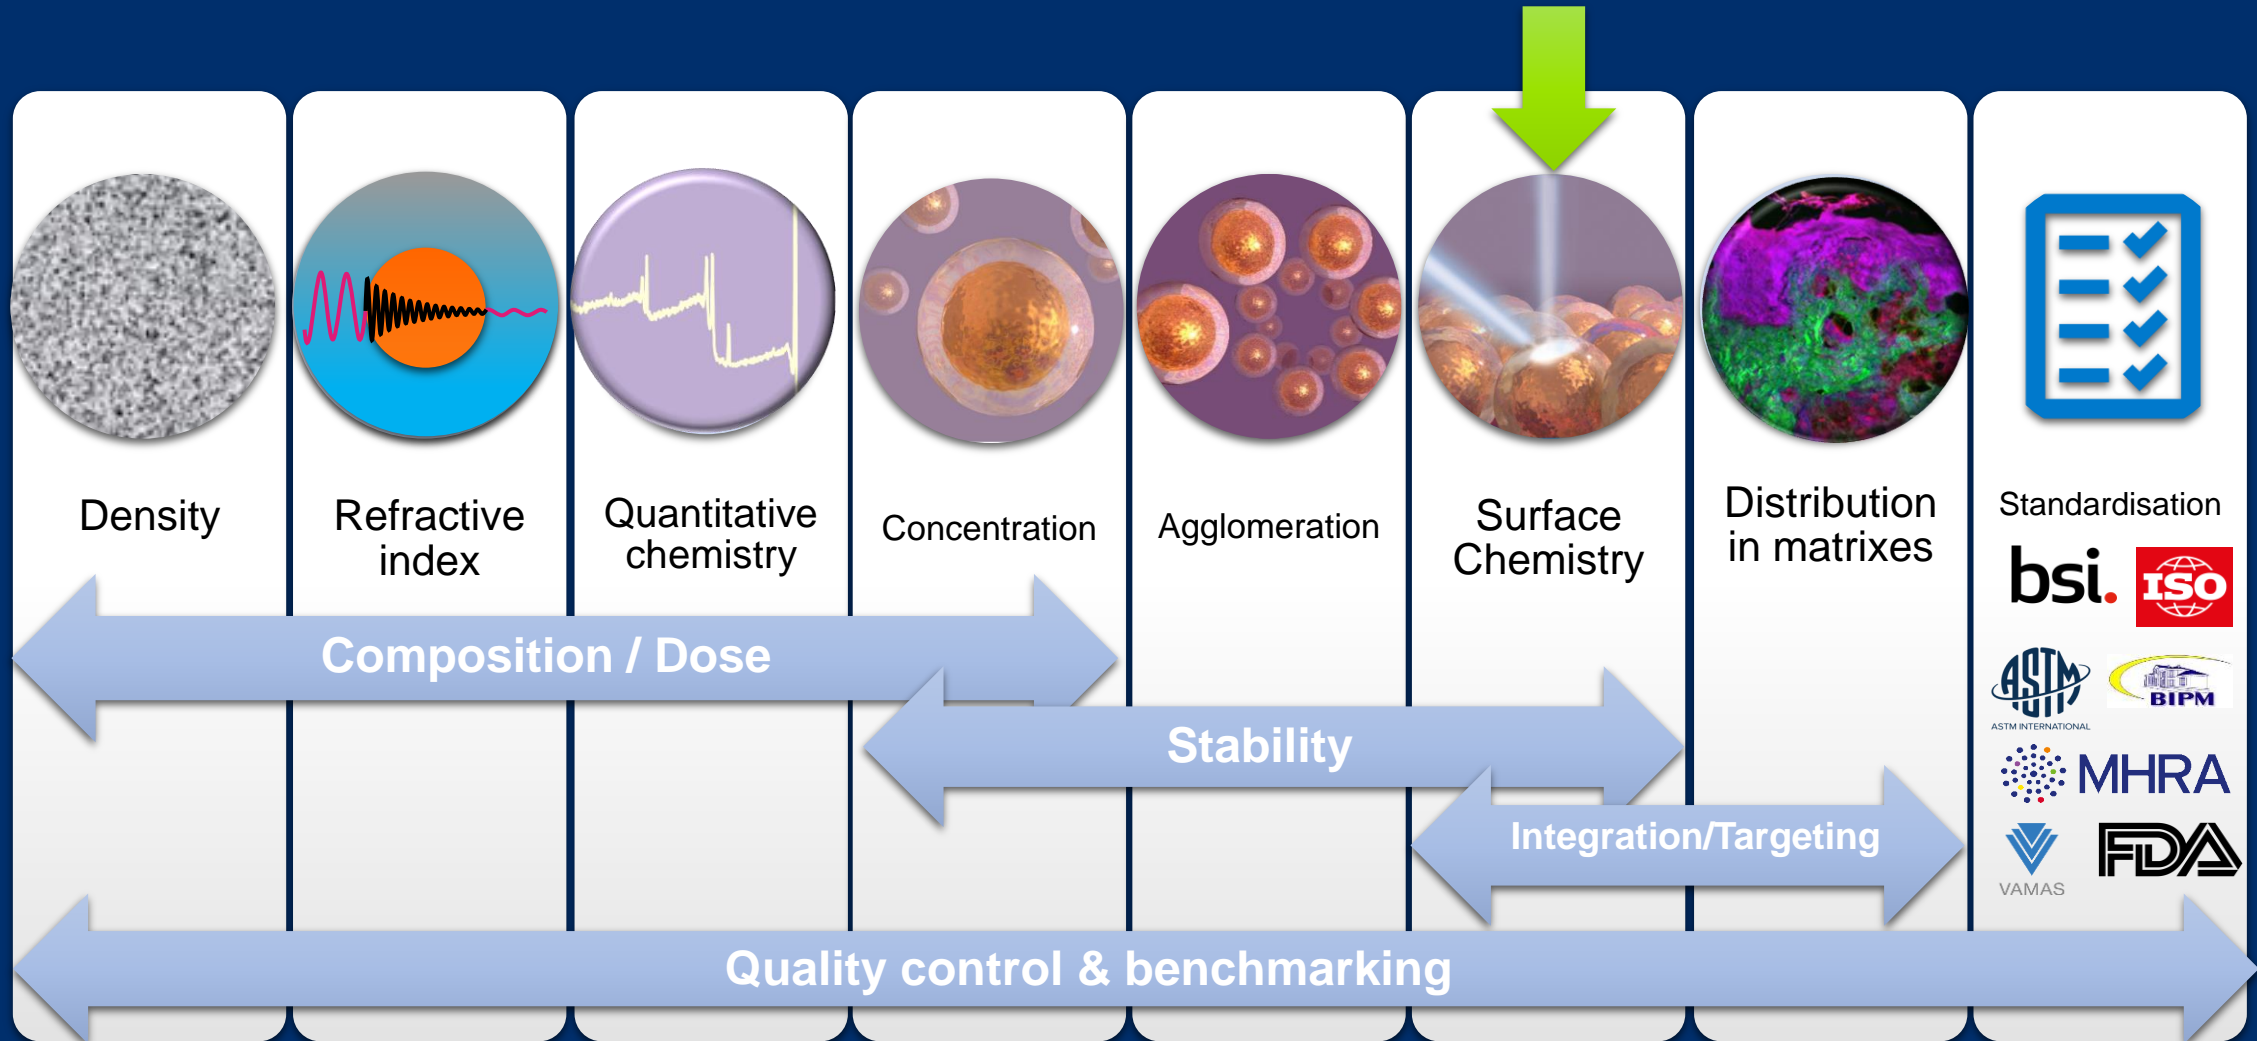 Density
Refractive
index
Quantitative
chemistry
Concentration
Agglomeration
Surface
Chemistry
Distribution
in matrixes
Standardisation
bsi.
ISO
ASTM
ASTM INTERNATIONAL
BIPM
MHRA
VAMAS
FDA
Composition / Dose
Stability
Integration/Targeting
Quality control & benchmarking